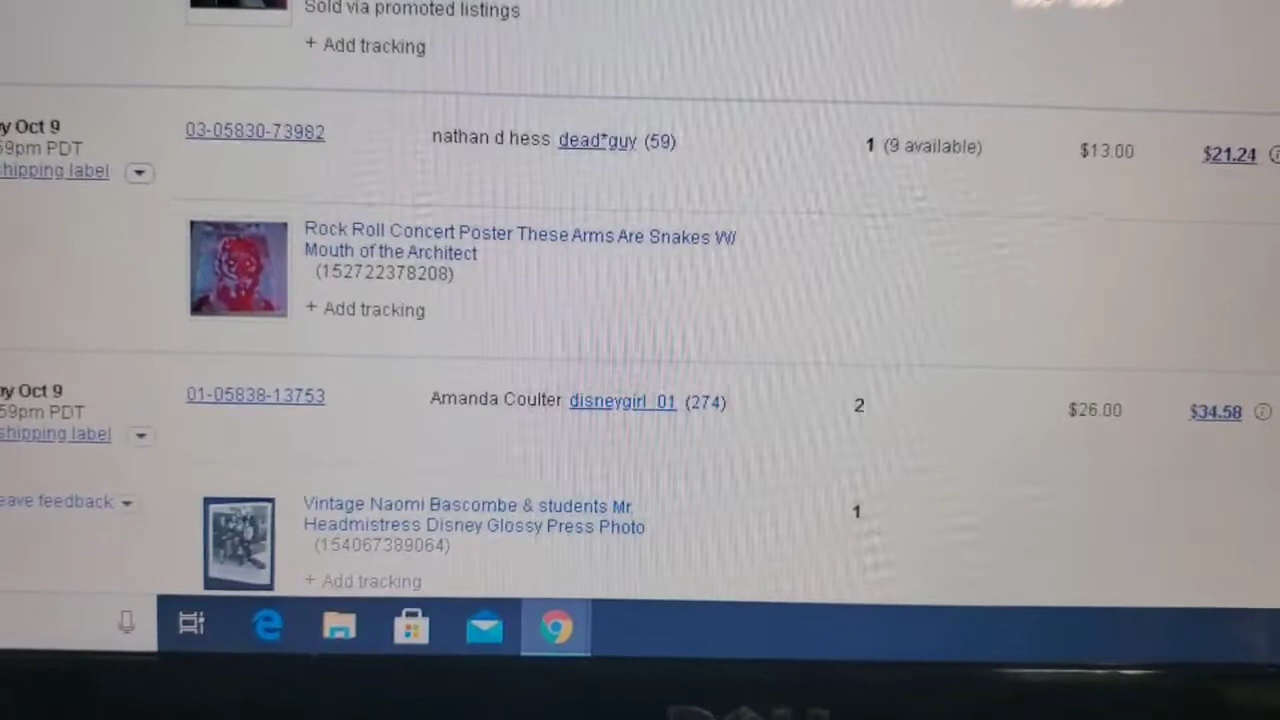 Sold via promoted listings
+ Add tracking
y Oct 9
59pm PDT
shipping label
03-05830-73982
nathan d hess dead*guy (59)
1 (9 available)
$13.00
$21.24
Rock Roll Concert Poster These Arms Are Snakes W/
Mouth of the Architect
(152722378208)
+ Add tracking
y Oct 9
59pm PDT
shipping label
01-05838-13753
Amanda Coulter disneygirl_01 (274)
2
$26.00
$34.58
eave feedback
Vintage Naomi Bascombe & students Mr.
Headmistress Disney Glossy Press Photo
(154067389064)
+ Add tracking
1